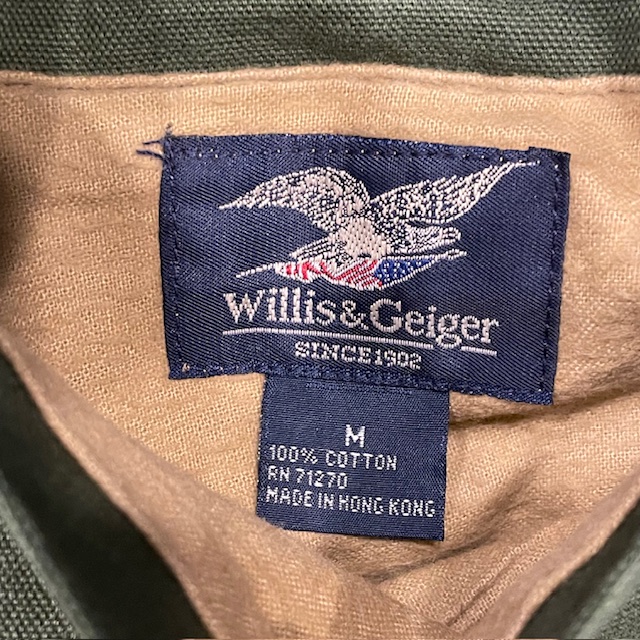 Willis & Geiger
SINCE 1902
M
100% COTTON
RN 71270
MADE IN HONG KONG